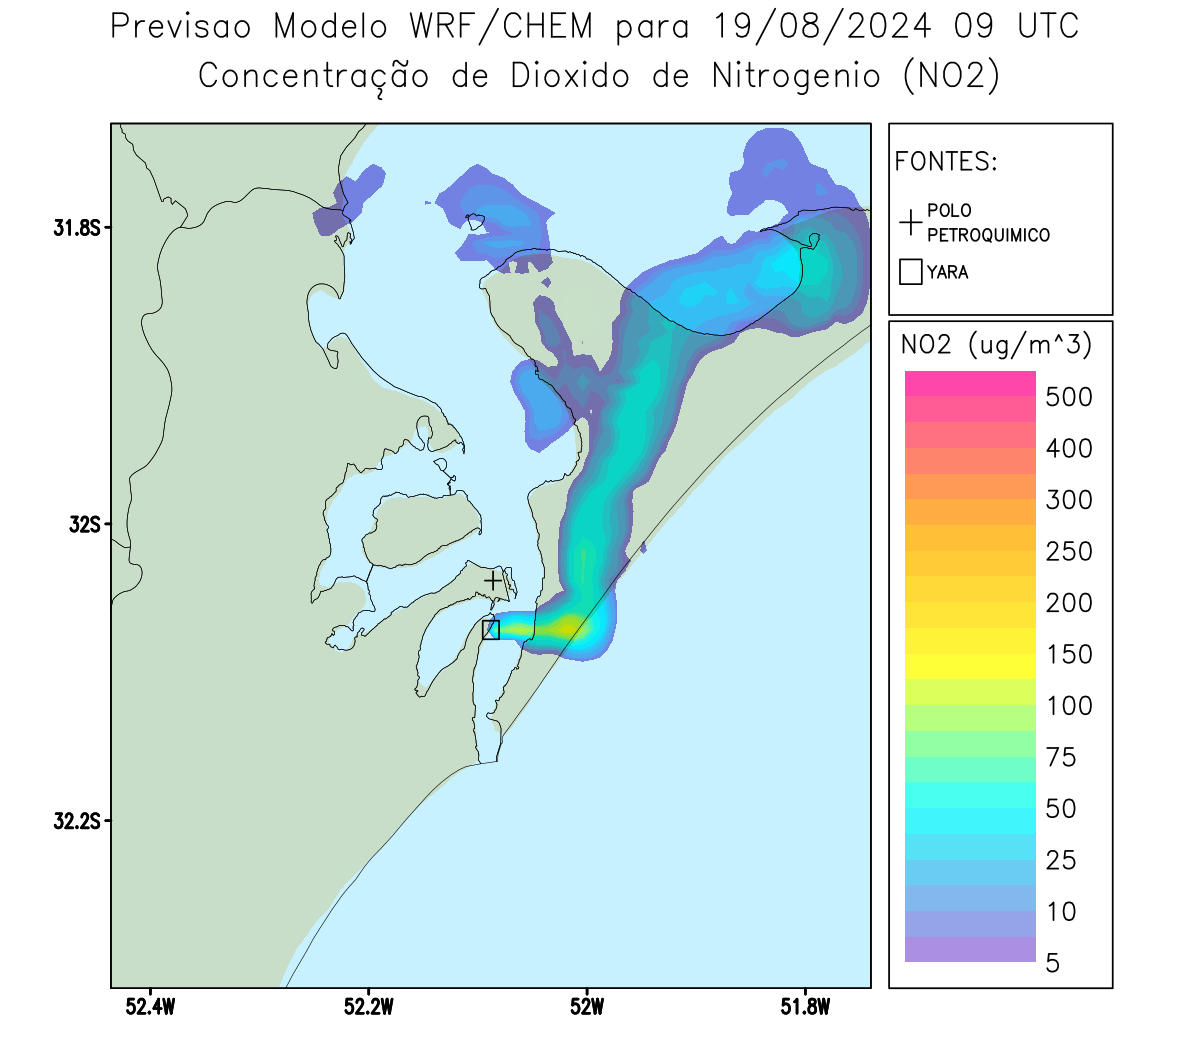 Previsao Modelo WRF/CHEM para 19/08/2024 09 UTC
Concentração de Dioxido de Nitrogenio (NO2)
FONTES:
POLO
PETROQUIMICO
YARA
NO2 (ug/m^3)
500
400
300
250
200
150
100
75
50
25
10
5
31.8S
32S
32.2S
52.4W
52.2W
52W
51.8W